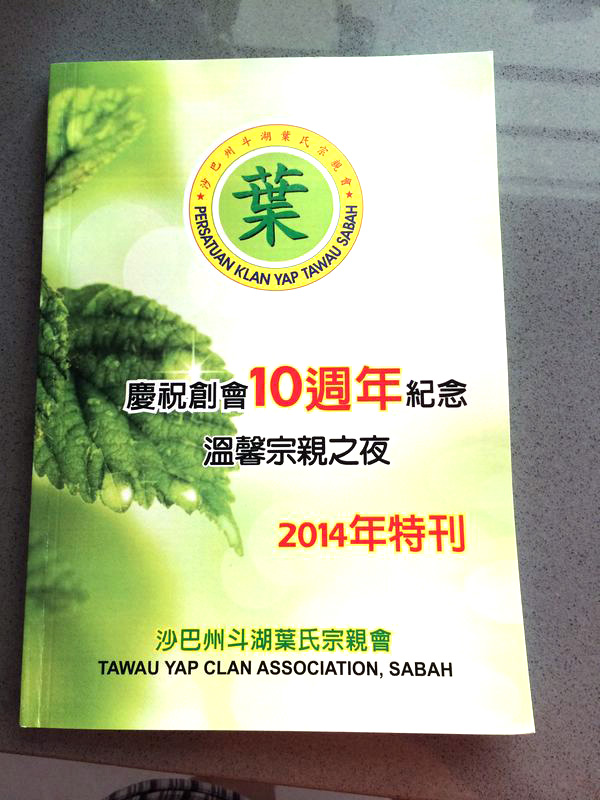 ★沙巴州斗湖葉氏宗親會★
葉
PERSATUAN KLAN YAP TAWAU SABAH
慶祝創會10週年紀念
溫馨宗親之夜
2014年特刊
沙巴州斗湖葉氏宗親會
TAWAU YAP CLAN ASSOCIATION, SABAH